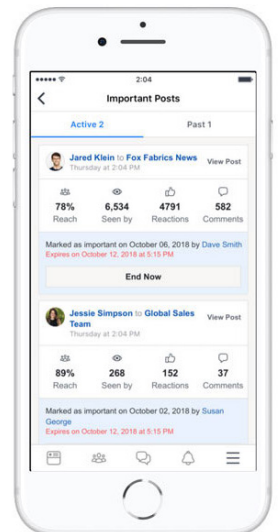 2:04
Important Posts
Active 2
Past 1
Jared Klein to Fox Fabrics News
View Post
Thursday at 2:04 PM
78%
6,534
4791
582
Reach
Seen by
Reactions
Comments
Marked as important on October 06, 2018 by Dave Smith
Expires on October 12, 2018 at 5:15 PM
End Now
Jessie Simpson to Global Sales
Team
View Post
Thursday at 2:04 PM
89%
268
152
37
Reach
Seen by
Reactions
Comments
Marked as important on October 02, 2018 by Susan
George
Expires on October 12, 2018 at 5:15 PM